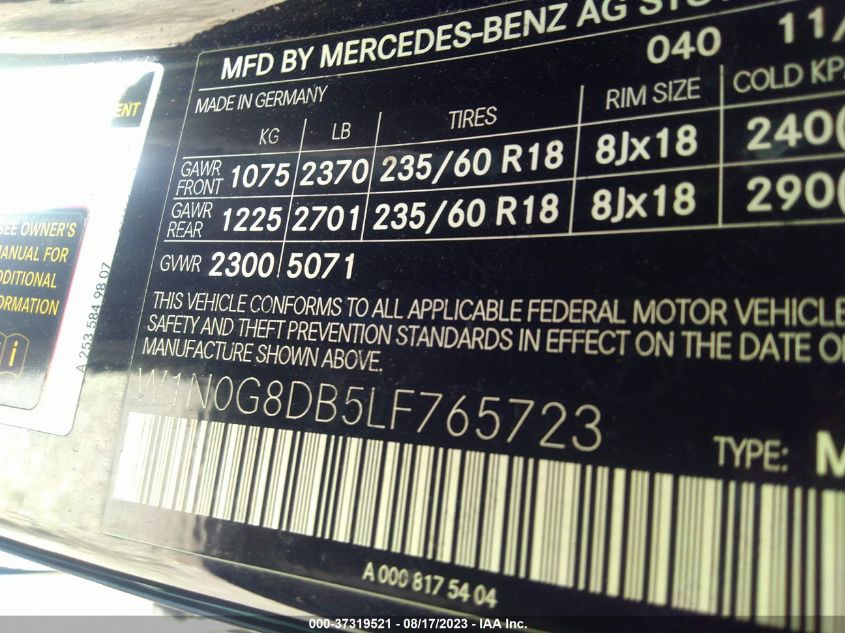 MFD BY MERCEDES-BENZ AG
040 11/
MADE IN GERMANY
KG LB TIRES RIM SIZE COLD
GAWR FRONT 1075 2370 235/60 R18 8Jx18 240
GAWR REAR 1225 2701 235/60 R18 8Jx18 290
GVWR 2300 5071
THIS VEHICLE CONFORMS TO ALL APPLICABLE FEDERAL MOTOR VEHICLE
SAFETY AND THEFT PREVENTION STANDARDS IN EFFECT ON THE DATE
MANUFACTURE SHOWN ABOVE.
W1N0G8DB5LF765723
TYPE: M
A 000 817 54 04
SEE OWNER'S
MANUAL FOR
ADDITIONAL
INFORMATION
i
A 253 584 98 07
000-37319521 - 08/17/2023 - IAA Inc.